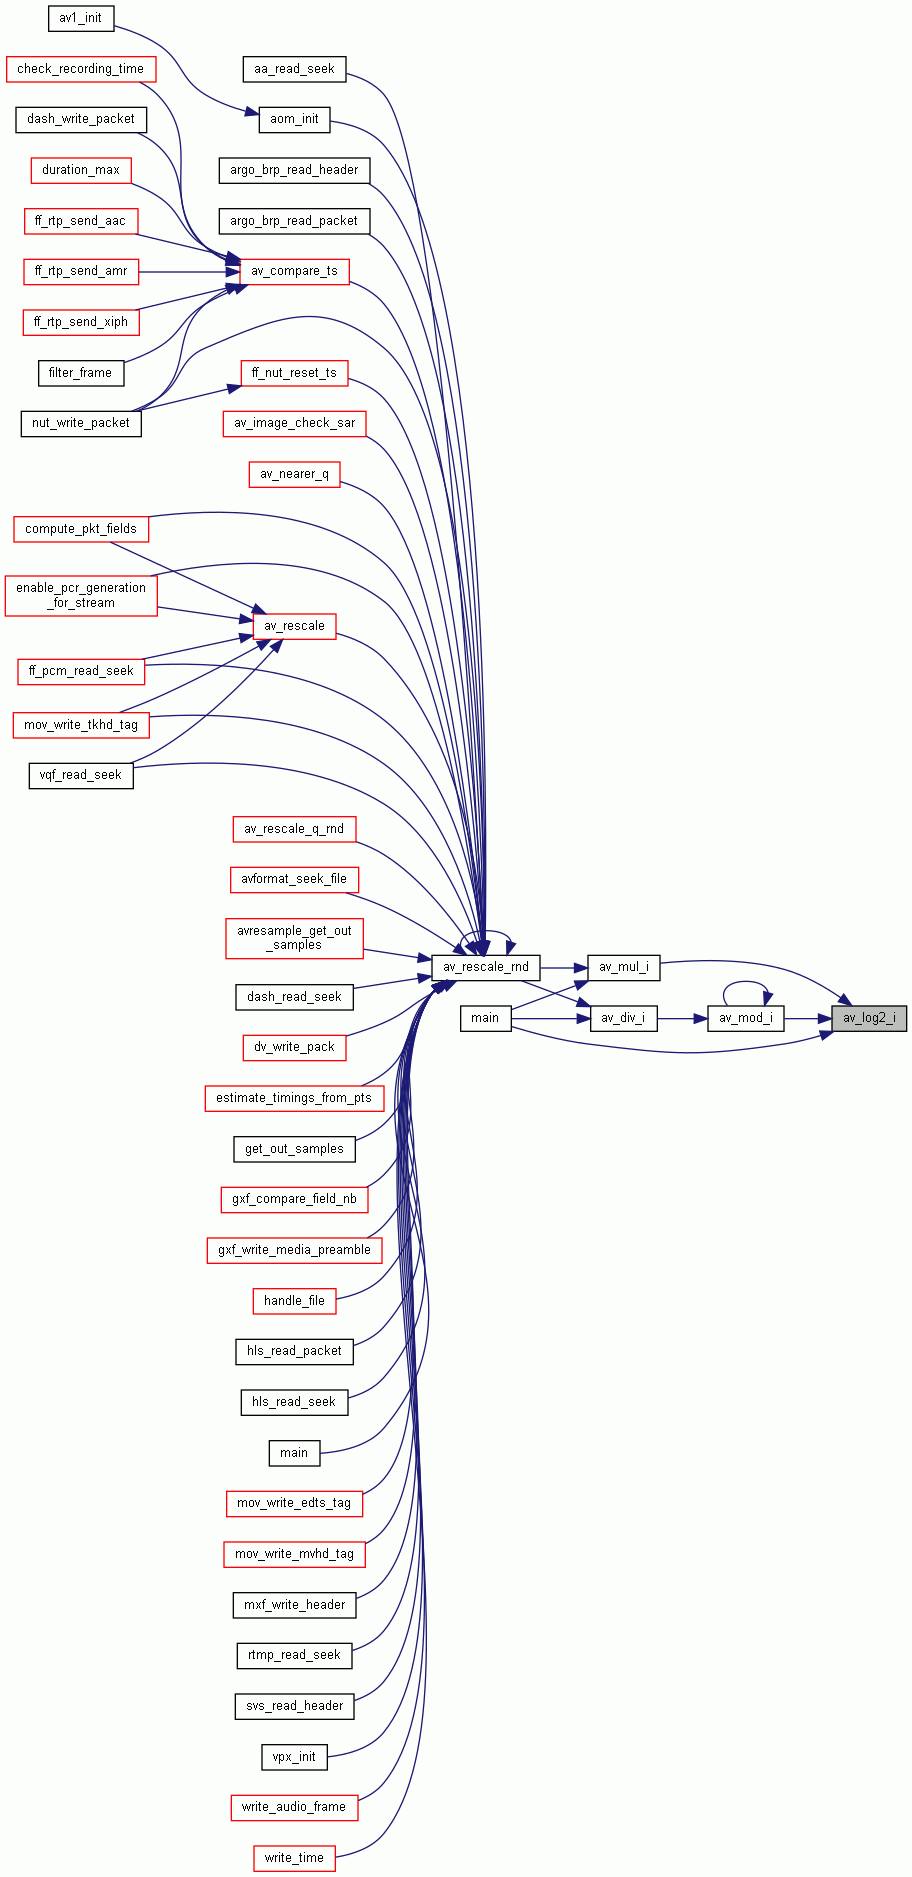 av1_init
check_recording_time
aa_read_seek
dash_write_packet
aom_init
duration_max
argo_brp_read_header
ff_rtp_send_aac
argo_brp_read_packet
ff_rtp_send_amr
av_compare_ts
ff_rtp_send_xiph
filter_frame
ff_nut_reset_ts
nut_write_packet
av_image_check_sar
av_nearer_q
compute_pkt_fields
enable_pcr_generation
_for_stream
av_rescale
ff_pcm_read_seek
mov_write_tkhd_tag
vqf_read_seek
av_rescale_q_rnd
avformat_seek_file
avresample_get_out
_samples
av_rescale_rnd
av_mul_i
dash_read_seek
main
av_div_i
av_mod_i
av_log2_i
dv_write_pack
estimate_timings_from_pts
get_out_samples
gxf_compare_field_nb
gxf_write_media_preamble
handle_file
hls_read_packet
hls_read_seek
main
mov_write_edts_tag
mov_write_mvhd_tag
mxf_write_header
rtmp_read_seek
svs_read_header
vpx_init
write_audio_frame
write_time